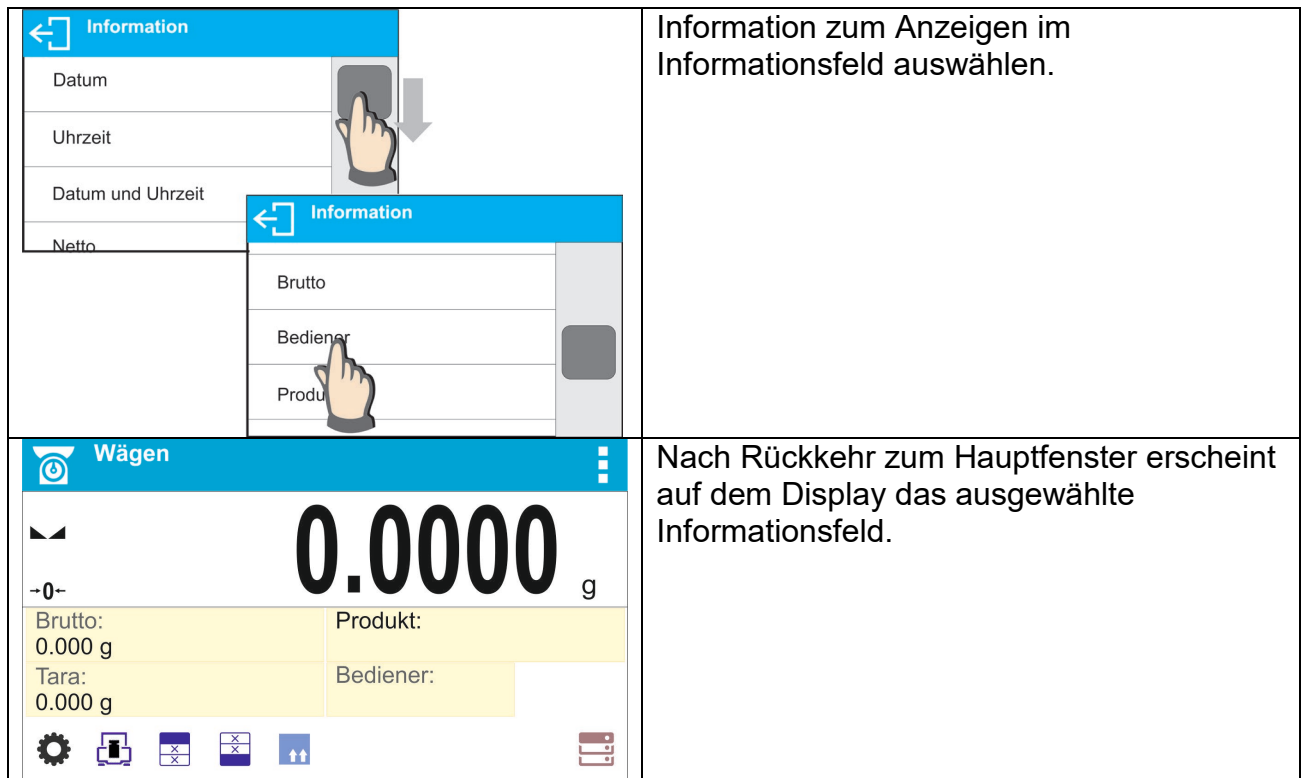 Information
Datum
Uhrzeit
Datum und Uhrzeit
Netto
Information
Brutto
Bediener
Produ
Information zum Anzeigen im
Informationsfeld auswählen.
Wägen
0.0000 g
→0←
Brutto:
0.000 g
Produkt:
Tara:
0.000 g
Bediener:
Nach Rückkehr zum Hauptfenster erscheint
auf dem Display das ausgewählte
Informationsfeld.